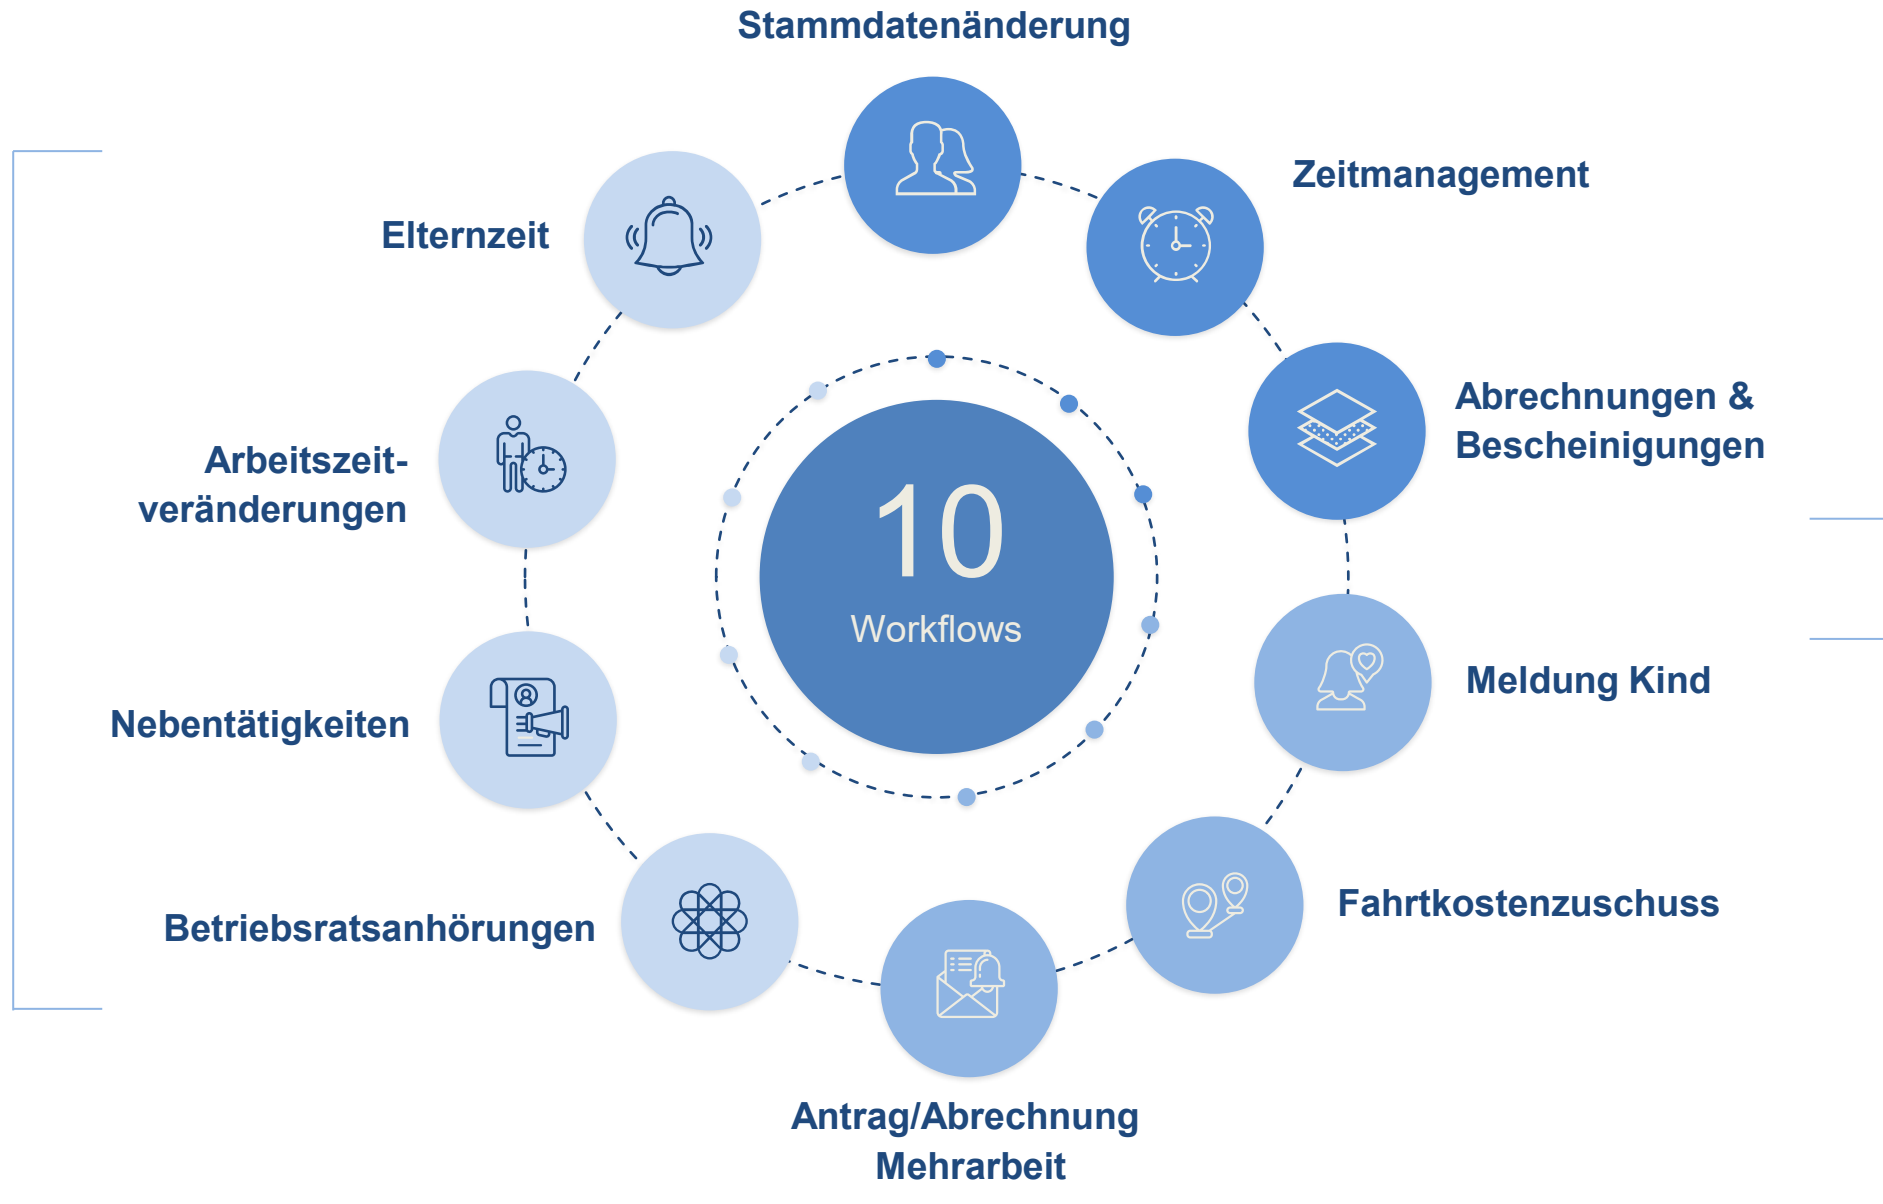 Stammdatenänderung
Zeitmanagement
Abrechnungen &
Bescheinigungen
Meldung Kind
Fahrtkostenzuschuss
Antrag/Abrechnung
Mehrarbeit
Betriebsratsanhörungen
Nebentätigkeiten
Arbeitszeit-
veränderungen
Elternzeit
10
Workflows